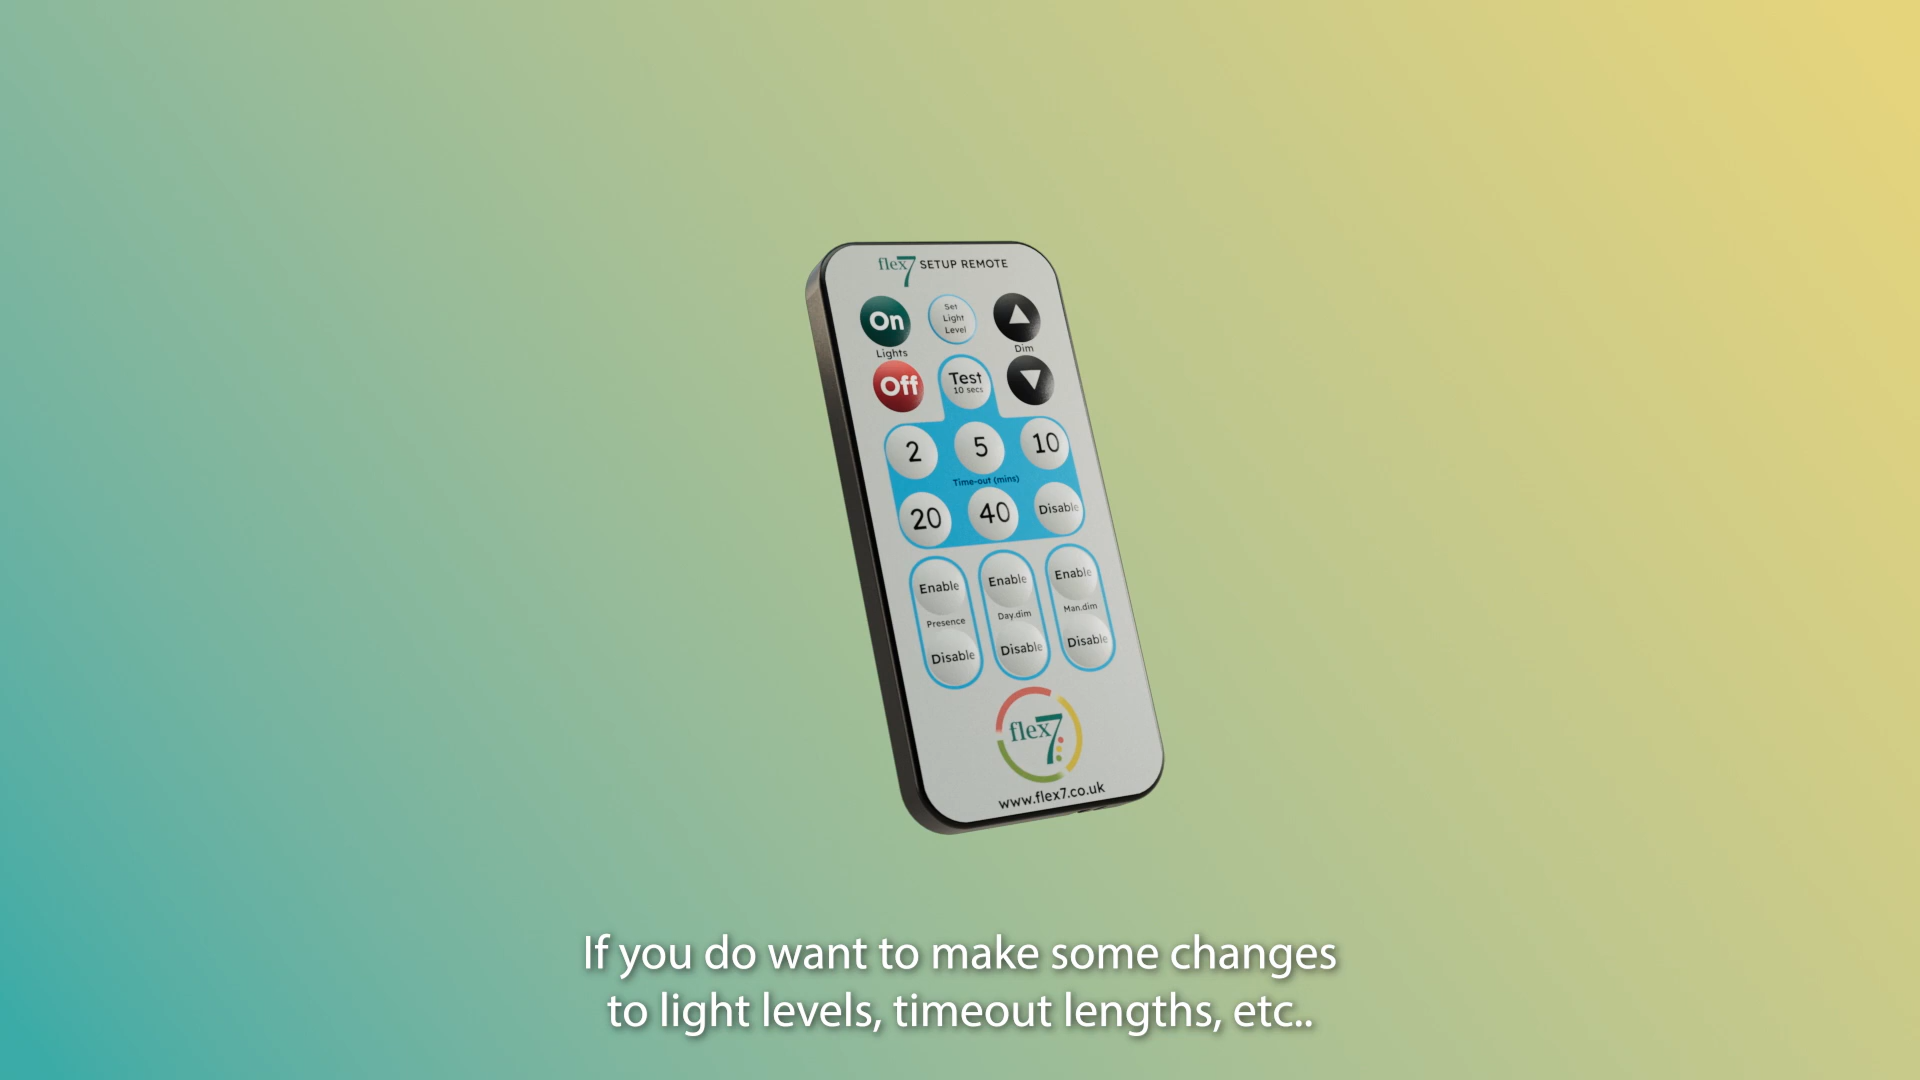 flex7 SETUP REMOTE
On
Set
Light
Level
Lights
Dim
Off
Test
10 secs
2 5 10
Time-out (mins)
20 40 Disable
Enable Enable Enable
Presence Day.dim Man.dim
Disable Disable Disable
flex7
www.flex7.co.uk
If you do want to make some changes
to light levels, timeout lengths, etc..